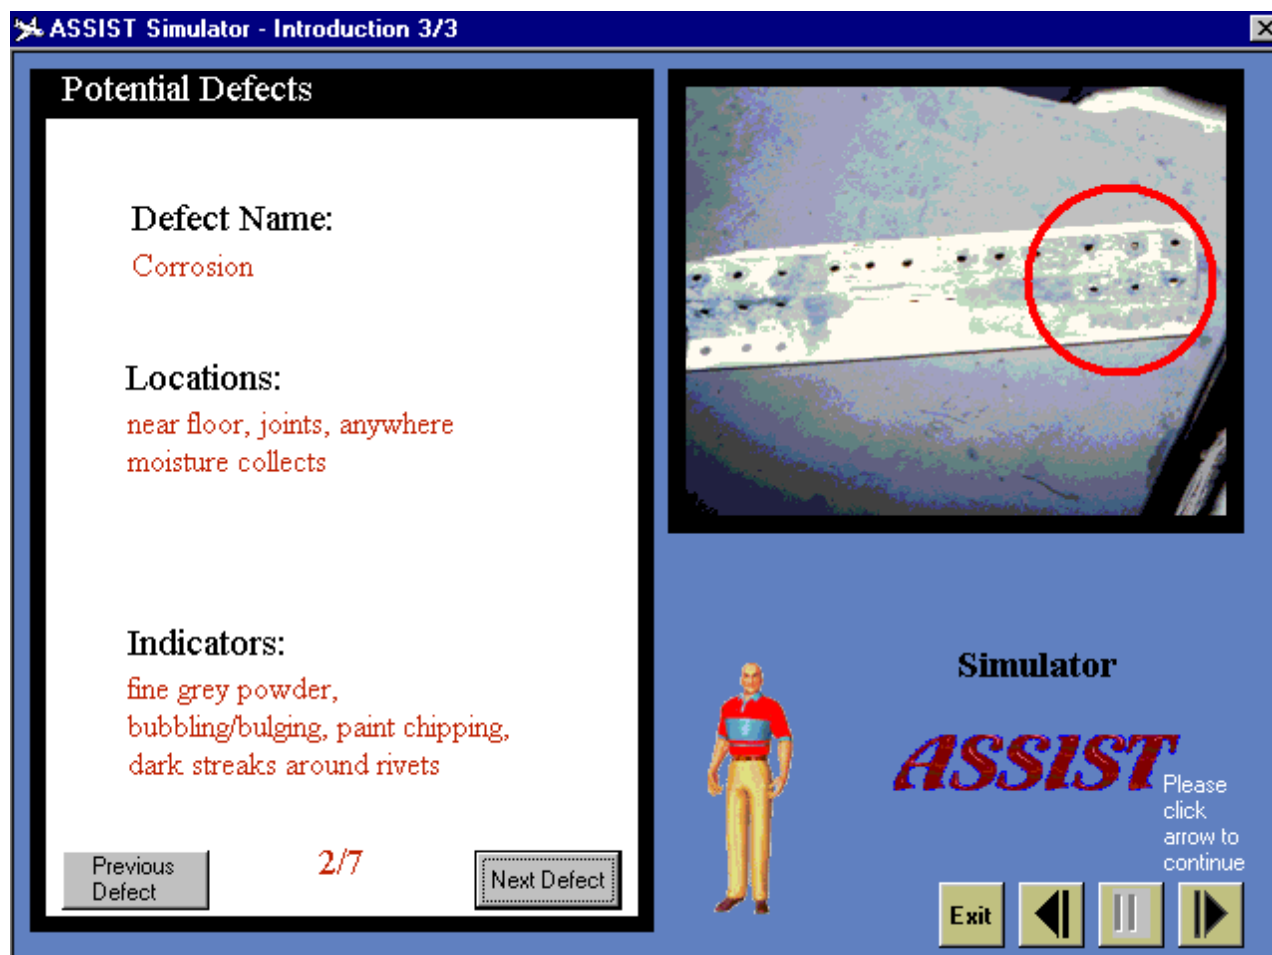 ASSIST Simulator - Introduction 3/3
Potential Defects
Defect Name:
Corrosion
Locations:
near floor, joints, anywhere
moisture collects
Indicators:
fine grey powder,
bubbling/bulging, paint chipping,
dark streaks around rivets
Previous
Defect
2/7
Next Defect
Simulator
ASSIST
Please
click
arrow to
continue
Exit